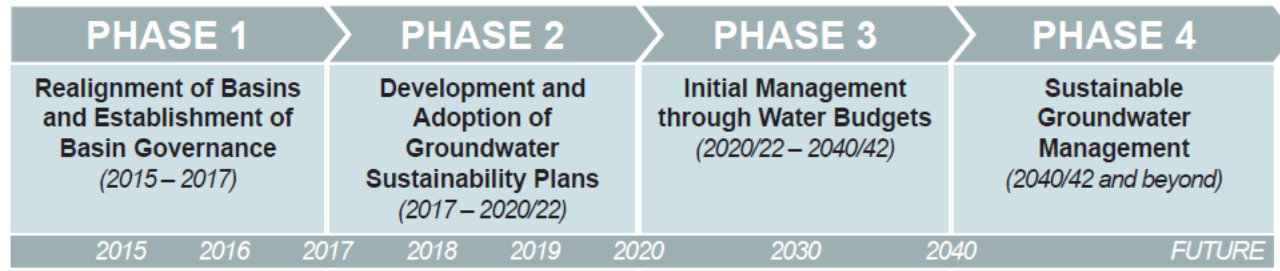 PHASE 1
PHASE 2
PHASE 3
PHASE 4
Realignment of Basins
and Establishment of
Basin Governance
(2015 – 2017)
Development and
Adoption of
Groundwater
Sustainability Plans
(2017 – 2020/22)
Initial Management
through Water Budgets
(2020/22 – 2040/42)
Sustainable
Groundwater
Management
(2040/42 and beyond)
2015 2016 2017 2018 2019 2020 2030 2040 FUTURE